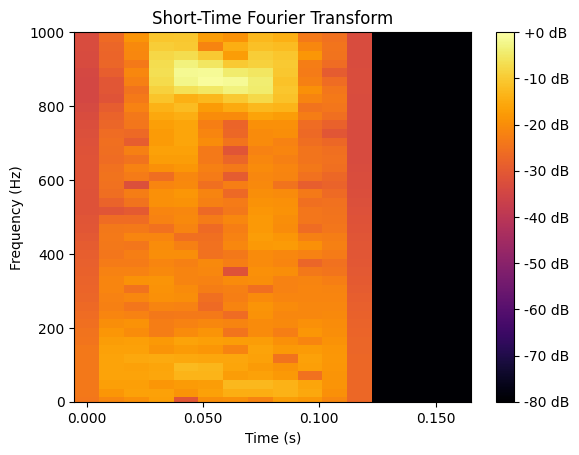 Short-Time Fourier Transform
1000
800
600
400
200
0
Frequency (Hz)
0.000
0.050
0.100
0.150
Time (s)
+0 dB
-10 dB
-20 dB
-30 dB
-40 dB
-50 dB
-60 dB
-70 dB
-80 dB